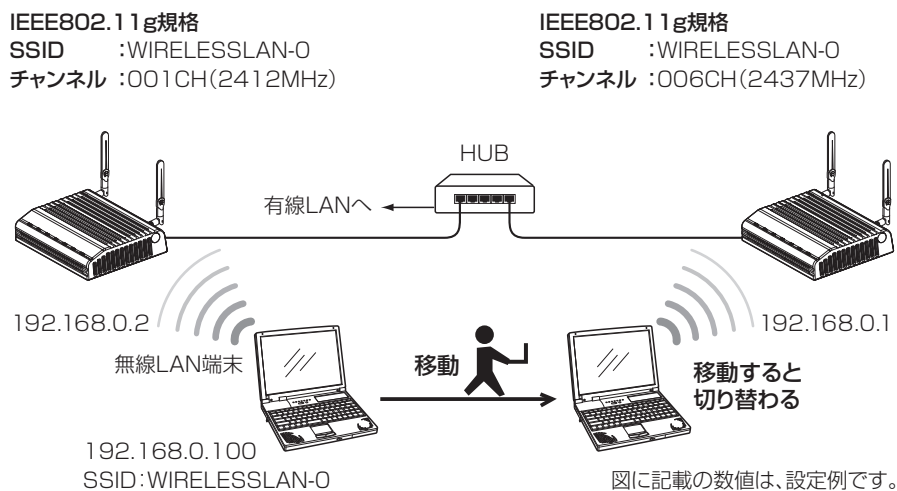 IEEE802.11g規格
SSID :WIRELESSLAN-0
チャンネル :001CH(2412MHz)
IEEE802.11g規格
SSID :WIRELESSLAN-0
チャンネル :006CH(2437MHz)
HUB
有線LANへ
192.168.0.2
192.168.0.1
無線LAN端末
移動
移動すると
切り替わる
192.168.0.100
SSID:WIRELESSLAN-0
図に記載の数値は、設定例です。